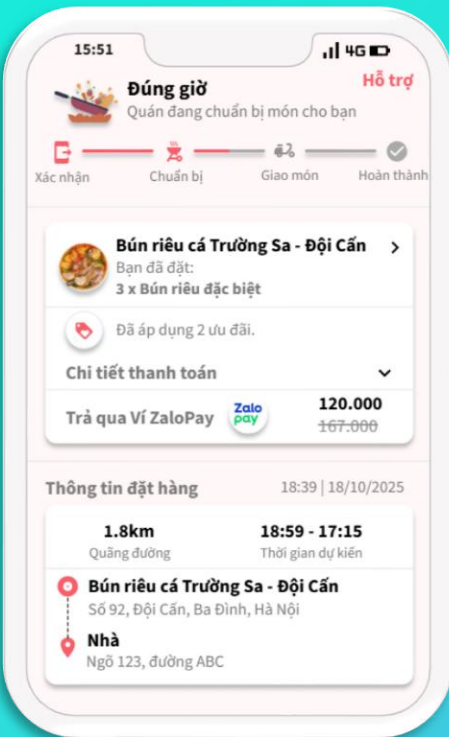 15:51
4G
Đúng giờ
Hỗ trợ
Quán đang chuẩn bị món cho bạn
Xác nhận
Chuẩn bị
Giao món
Hoàn thành
Bún riêu cá Trường Sa - Đội Cấn
Bạn đã đặt:
3 x Bún riêu đặc biệt
Đã áp dụng 2 ưu đãi.
Chi tiết thanh toán
Trả qua Ví ZaloPay
Zalo
pay
120.000
167.000
Thông tin đặt hàng
18:39 | 18/10/2025
1.8km
18:59 - 17:15
Quãng đường
Thời gian dự kiến
Bún riêu cá Trường Sa - Đội Cấn
Số 92, Đội Cấn, Ba Đình, Hà Nội
Nhà
Ngõ 123, đường ABC